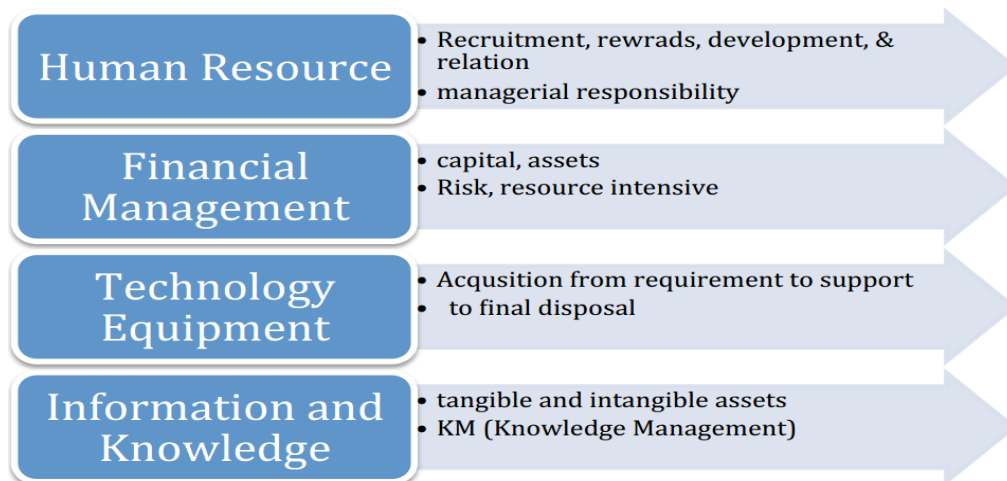 Human Resource
• Recruitment, rewrads, development, &
relation
• managerial responsibility
Financial
Management
• capital, assets
• Risk, resource intensive
Technology
Equipment
• Acqusition from requirement to support
• to final disposal
Information and
Knowledge
• tangible and intangible assets
• KM (Knowledge Management)